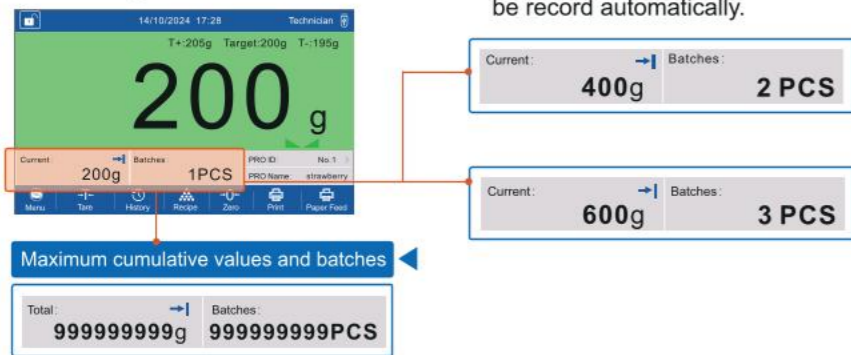 be record automatically.
14/10/2024 17:28 Technician
T+:205g Target:200g T-:195g
200 g
Current: Batches: PRO ID: No.1
200g 1PCS PRO Name: strawberry
Menu Tare History Recipe Zero Print Paper Feed
Current: Batches:
400g 2 PCS
Current: Batches:
600g 3 PCS
Maximum cumulative values and batches
Total: Batches:
999999999g 999999999PCS